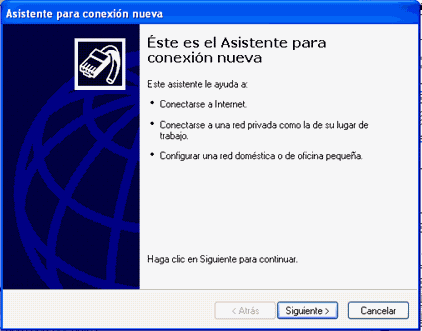 Asistente para conexión nueva
Éste es el Asistente para
conexión nueva
Este asistente le ayuda a:
• Conectarse a Internet.
• Conectarse a una red privada como la de su lugar de
trabajo.
• Configurar una red doméstica o de oficina pequeña.
Haga clic en Siguiente para continuar.
< Atrás Siguiente > Cancelar